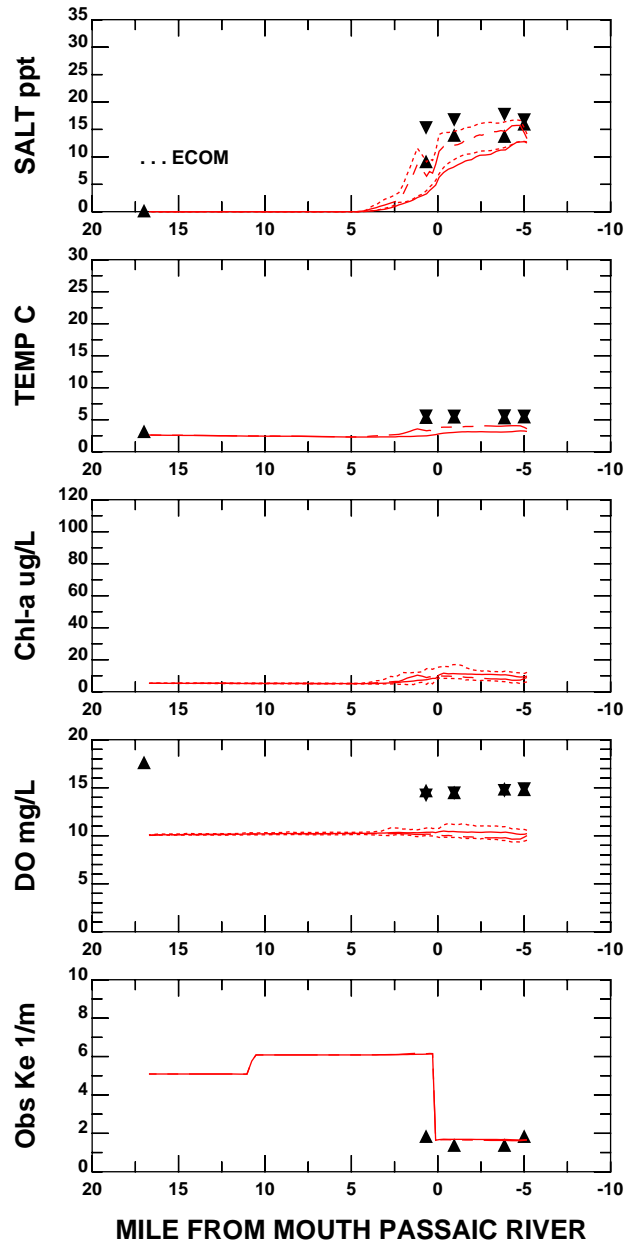 SALT ppt
35
30
25
20
15
10
5
0
. . . ECOM
20 15 10 5 0 -5 -10
TEMP C
30
25
20
15
10
5
0
20 15 10 5 0 -5 -10
Chl-a ug/L
120
100
80
60
40
20
0
20 15 10 5 0 -5 -10
DO mg/L
20
15
10
5
0
20 15 10 5 0 -5 -10
Obs Ke 1/m
10
8
6
4
2
0
20 15 10 5 0 -5 -10
MILE FROM MOUTH PASSAIC RIVER